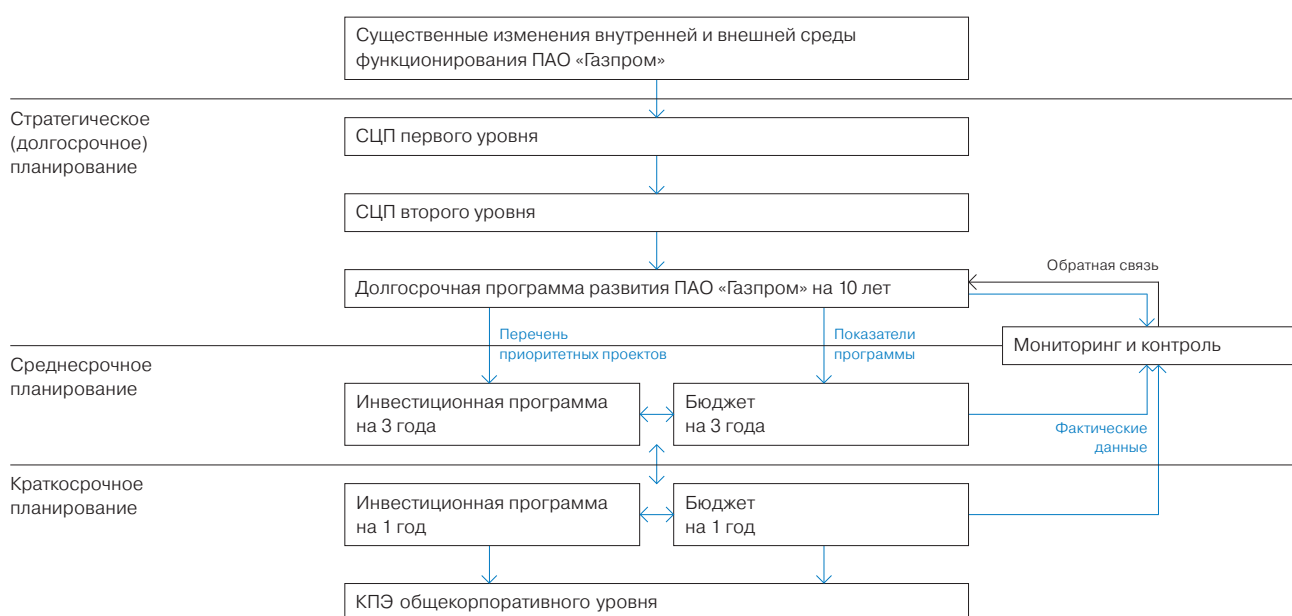 Существенные изменения внутренней и внешней среды
функционирования ПАО «Газпром»
Стратегическое
(долгосрочное)
планирование
СЦП первого уровня
СЦП второго уровня
Обратная связь
Долгосрочная программа развития ПАО «Газпром» на 10 лет
Перечень
приоритетных проектов
Показатели
программы
Мониторинг и контроль
Среднесрочное
планирование
Инвестиционная программа
на 3 года
Бюджет
на 3 года
Фактические
данные
Краткосрочное
планирование
Инвестиционная программа
на 1 год
Бюджет
на 1 год
КПЭ общекорпоративного уровня